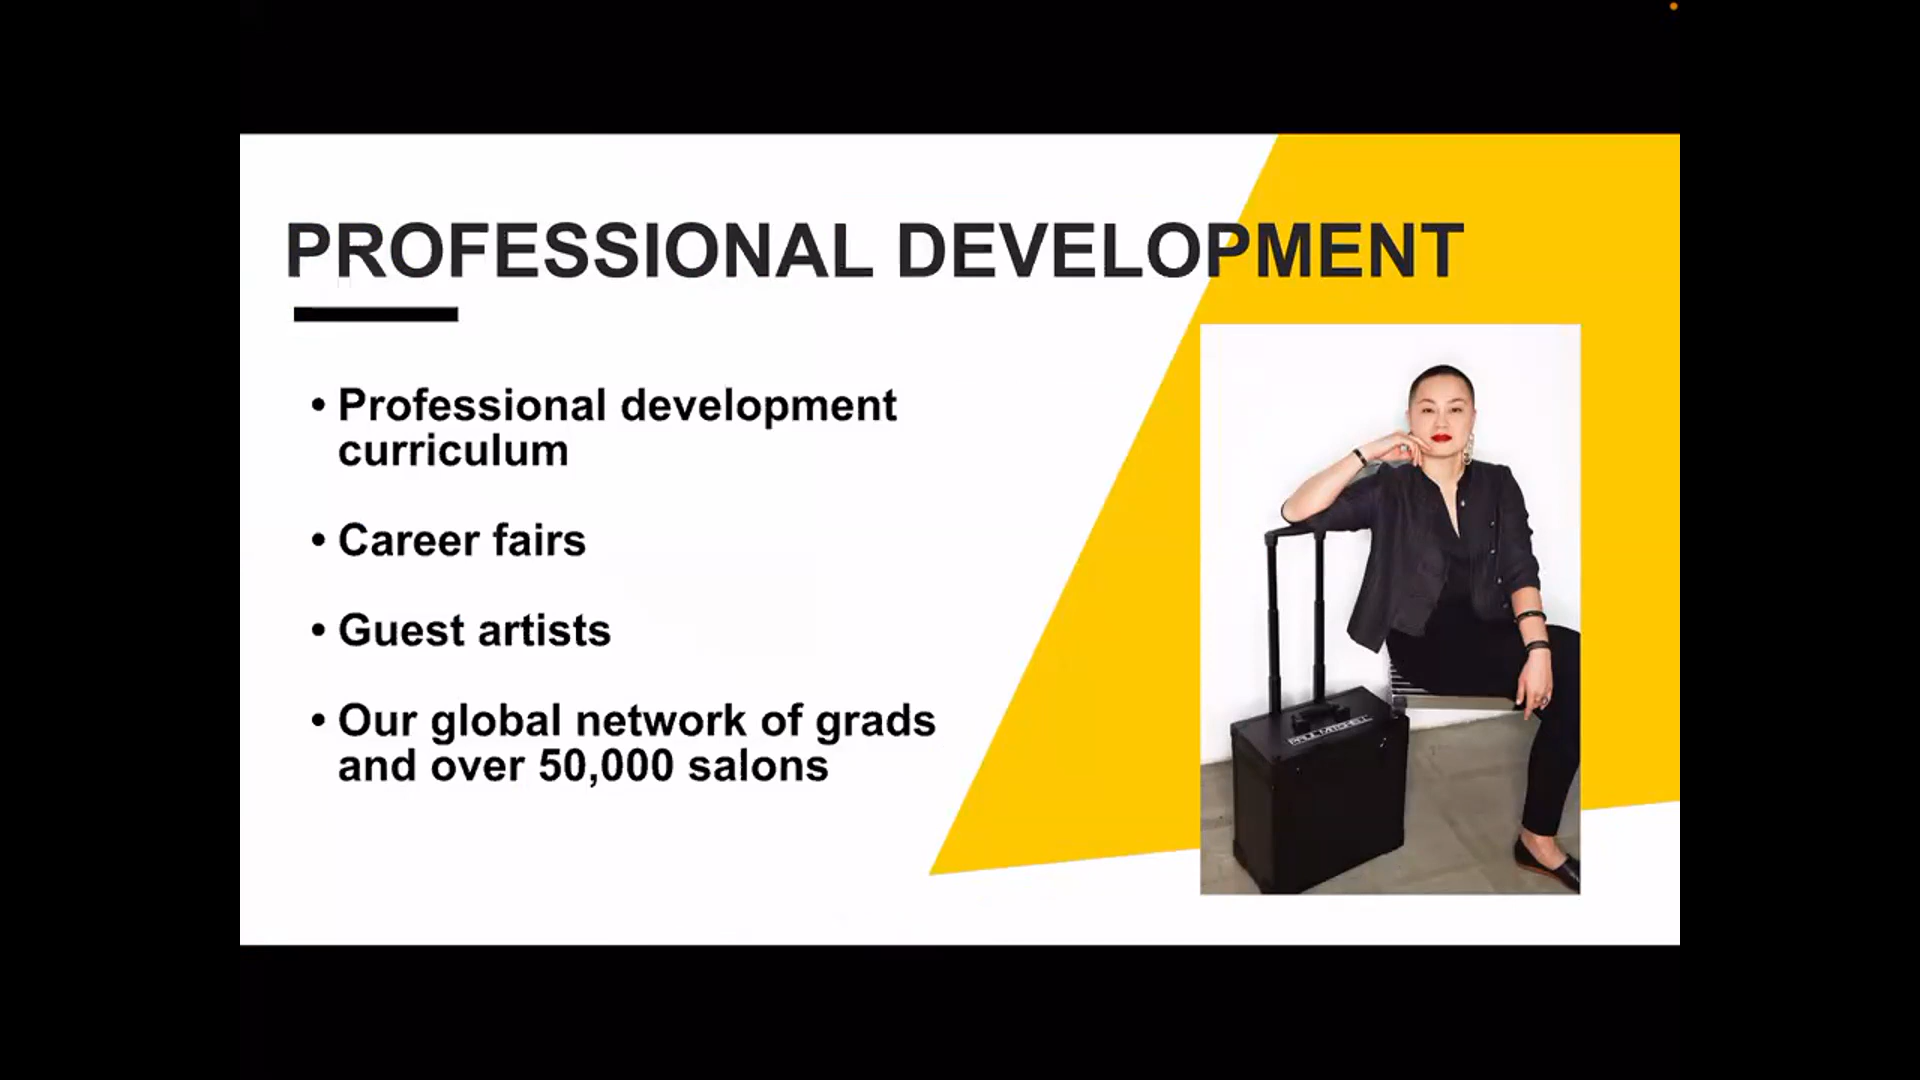 PROFESSIONAL DEVELOPMENT
• Professional development
curriculum
• Career fairs
• Guest artists
• Our global network of grads
and over 50,000 salons
PAUL MITCHELL